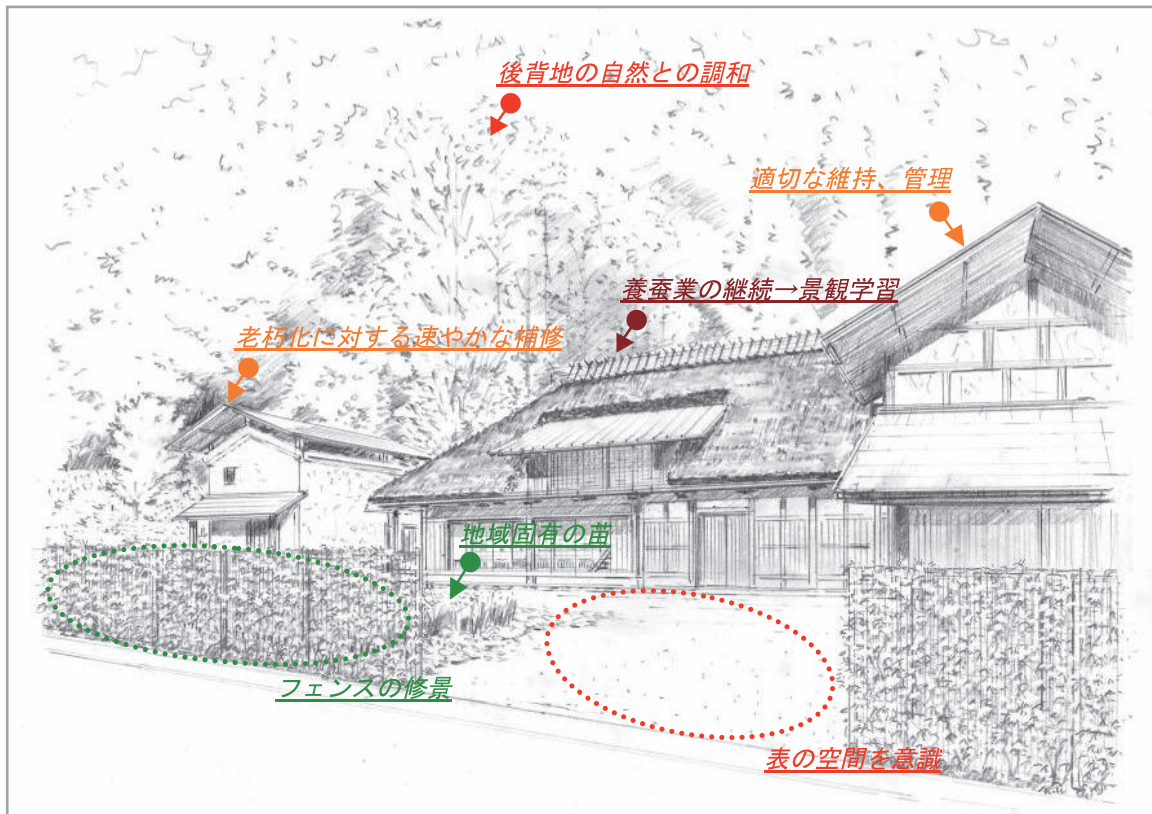 後背地の自然との調和
適切な維持、管理
養蚕業の継続→景観学習
老朽化に対する速やかな補修
地域固有の苗
フェンスの修景
表の空間を意識